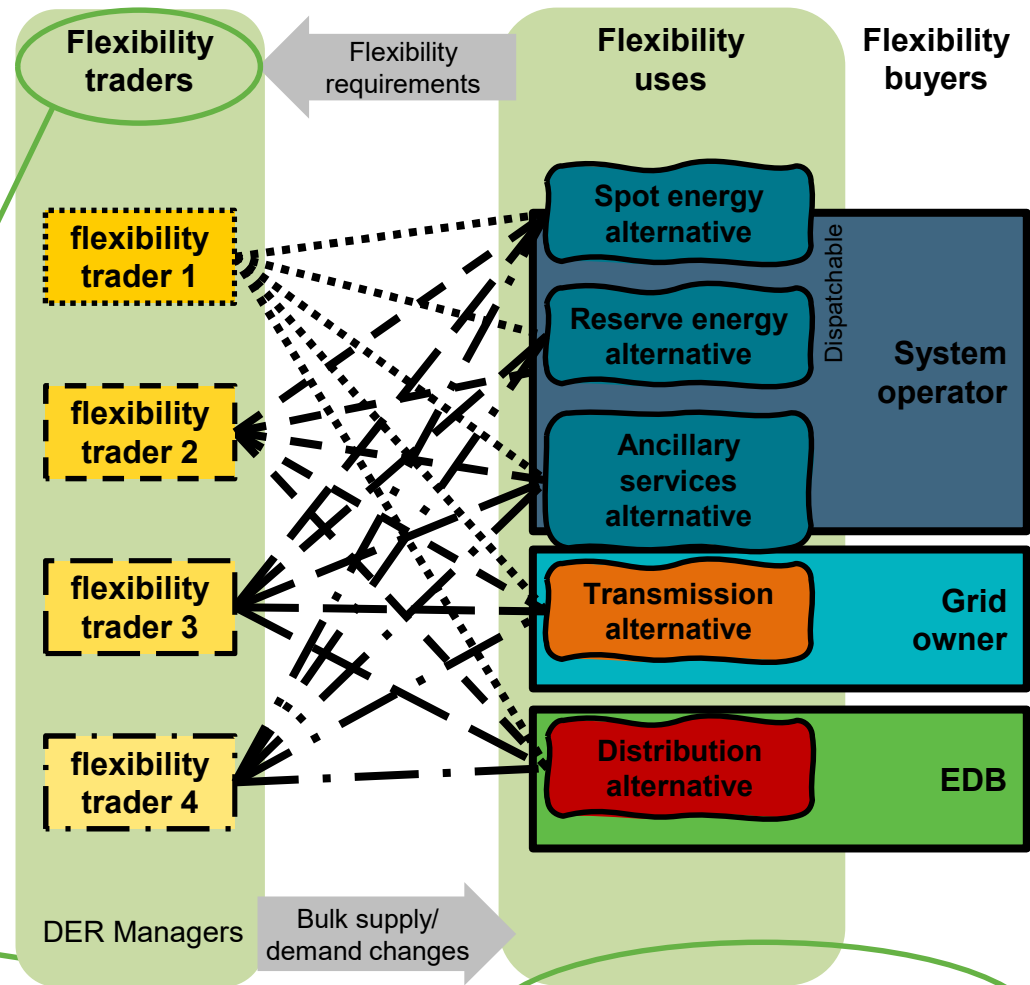 Flexibility
traders
Flexibility
requirements
Flexibility
uses
Flexibility
buyers
flexibility
trader 1
flexibility
trader 2
flexibility
trader 3
flexibility
trader 4
DER Managers
Bulk supply/
demand changes
Spot energy
alternative
Reserve energy
alternative
Ancillary
services
alternative
Dispatchable
System
operator
Transmission
alternative
Grid
owner
Distribution
alternative
EDB